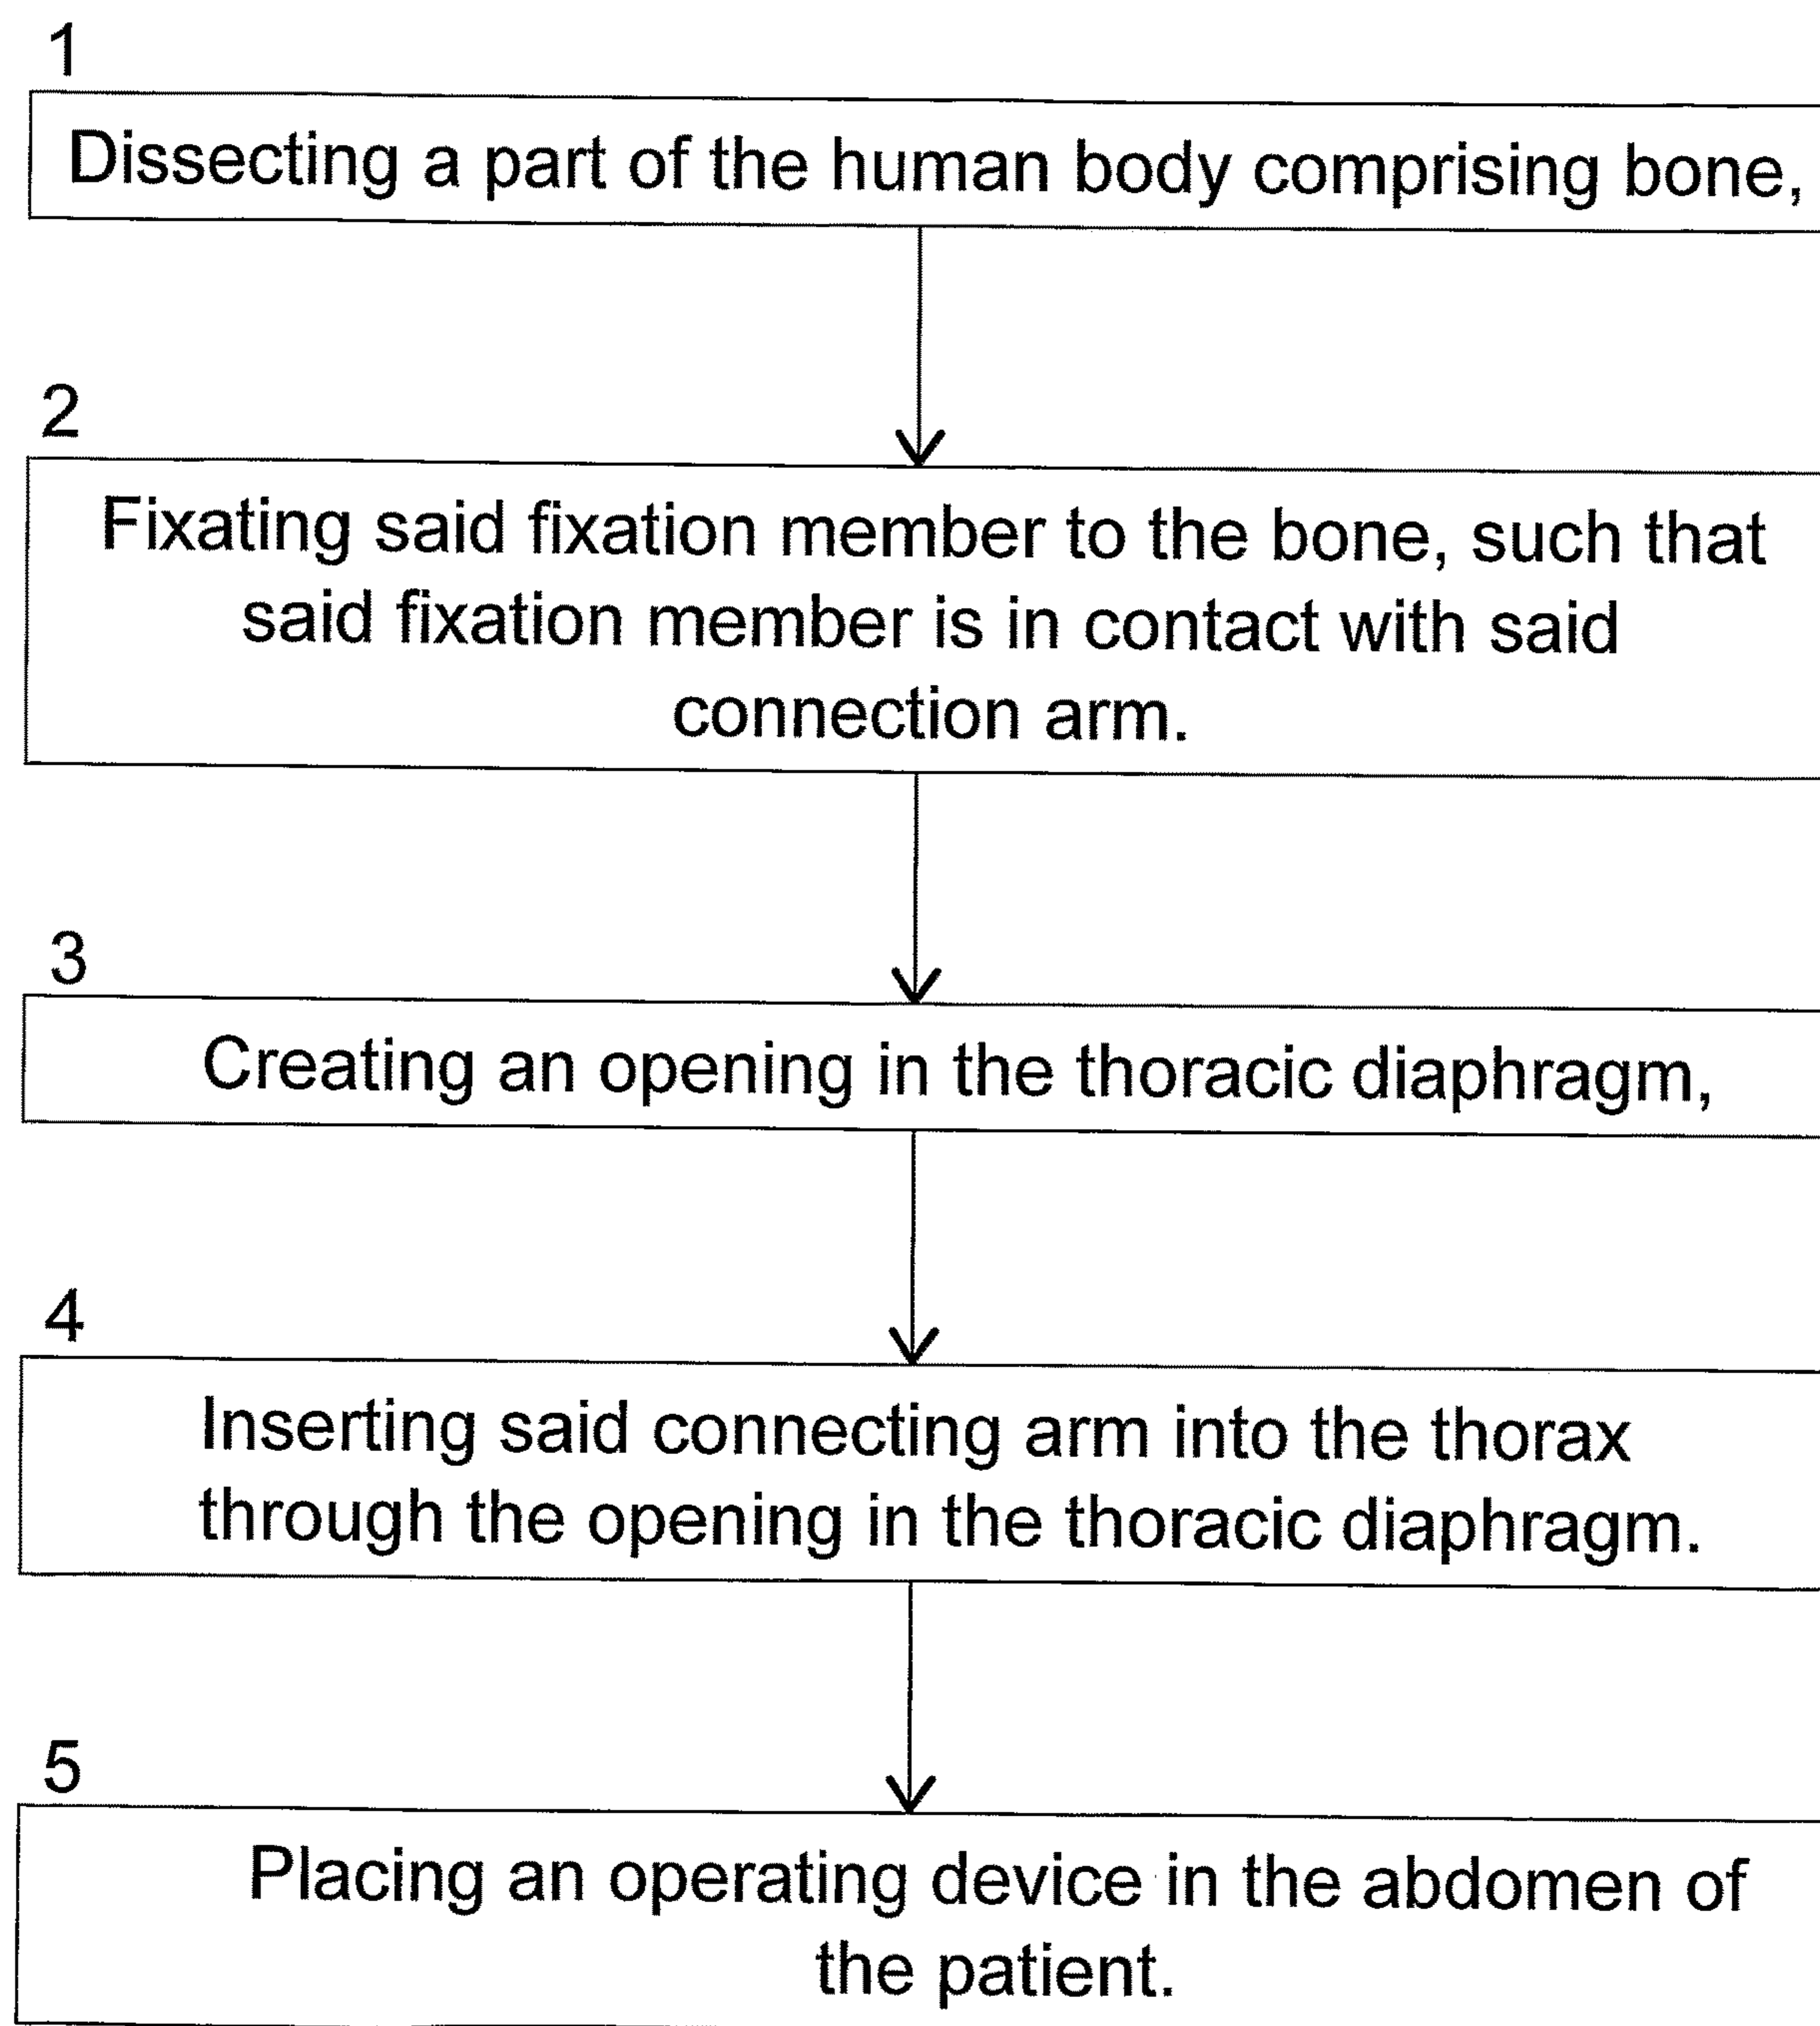 1
Dissecting a part of the human body comprising bone,
2
Fixating said fixation member to the bone, such that
said fixation member is in contact with said
connection arm.
3
Creating an opening in the thoracic diaphragm,
4
Inserting said connecting arm into the thorax
through the opening in the thoracic diaphragm.
5
Placing an operating device in the abdomen of
the patient.